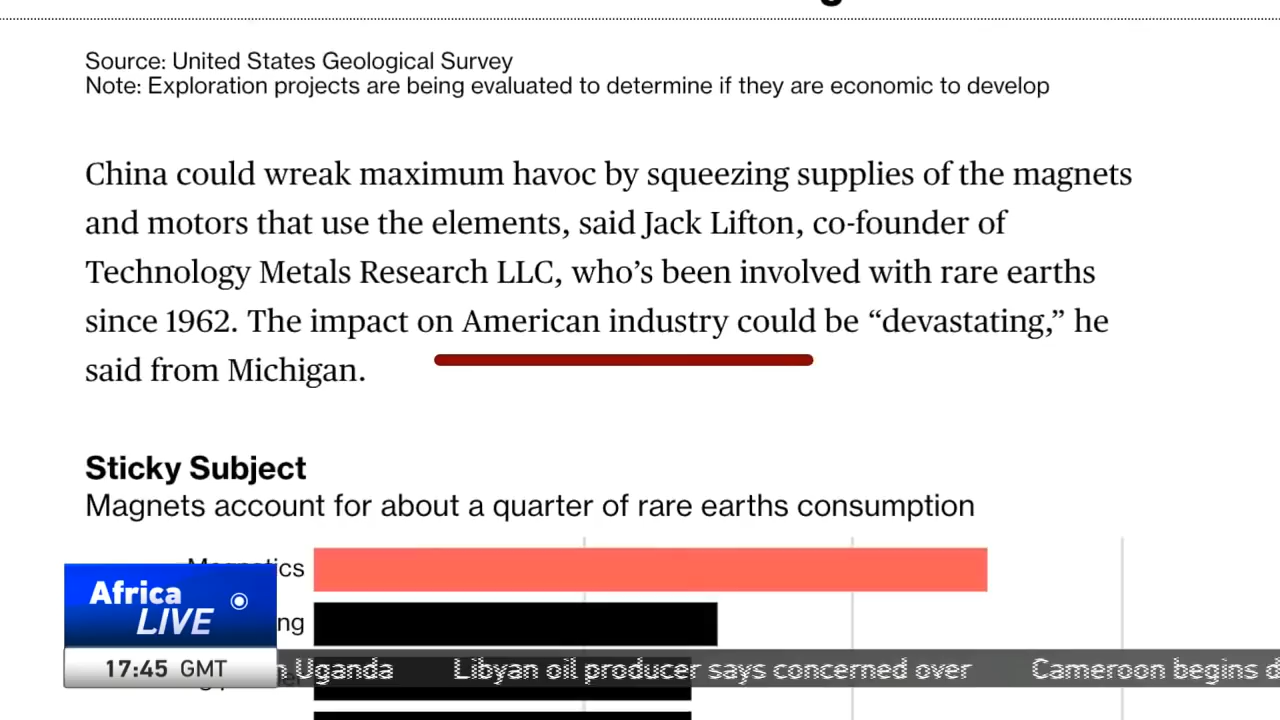 Source: United States Geological Survey
Note: Exploration projects are being evaluated to determine if they are economic to develop
China could wreak maximum havoc by squeezing supplies of the magnets
and motors that use the elements, said Jack Lifton, co-founder of
Technology Metals Research LLC, who’s been involved with rare earths
since 1962. The impact on American industry could be “devastating,” he
said from Michigan.
Sticky Subject
Magnets account for about a quarter of rare earths consumption
Africa
LIVE
17:45 GMT
Uganda Libyan oil producer says concerned over Cameroon begins